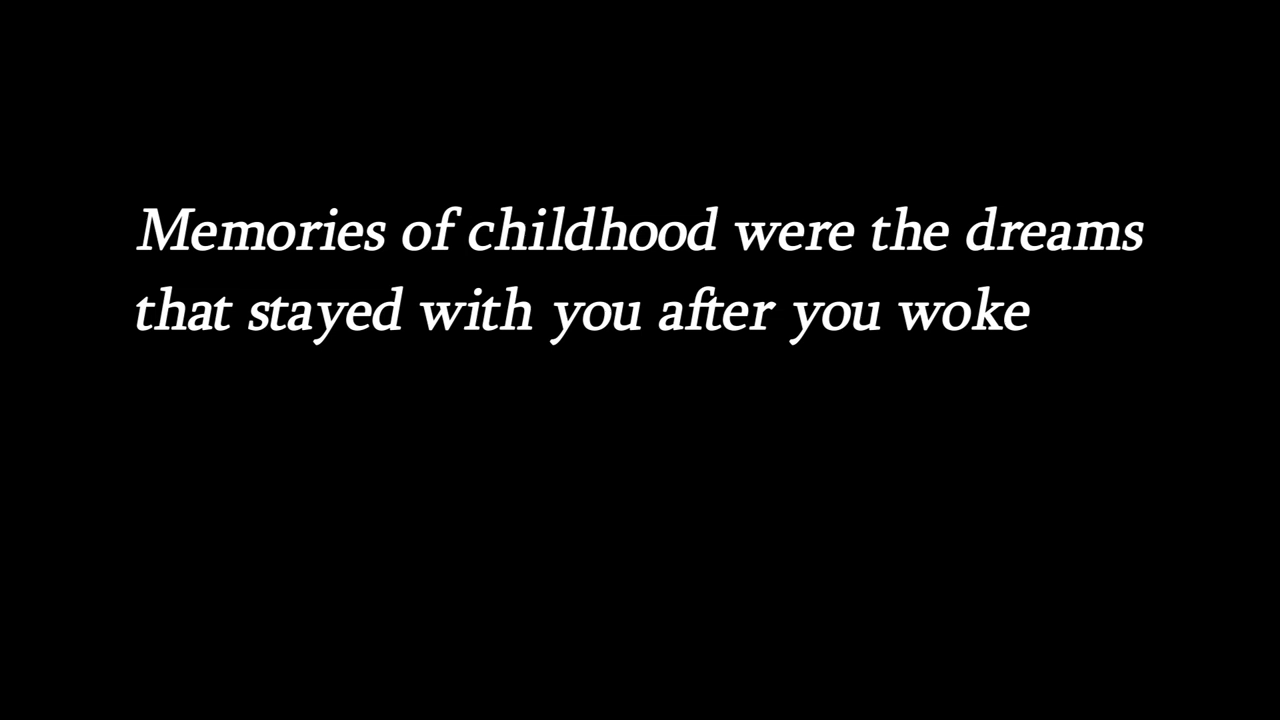 Memories of childhood were the dreams
that stayed with you after you woke